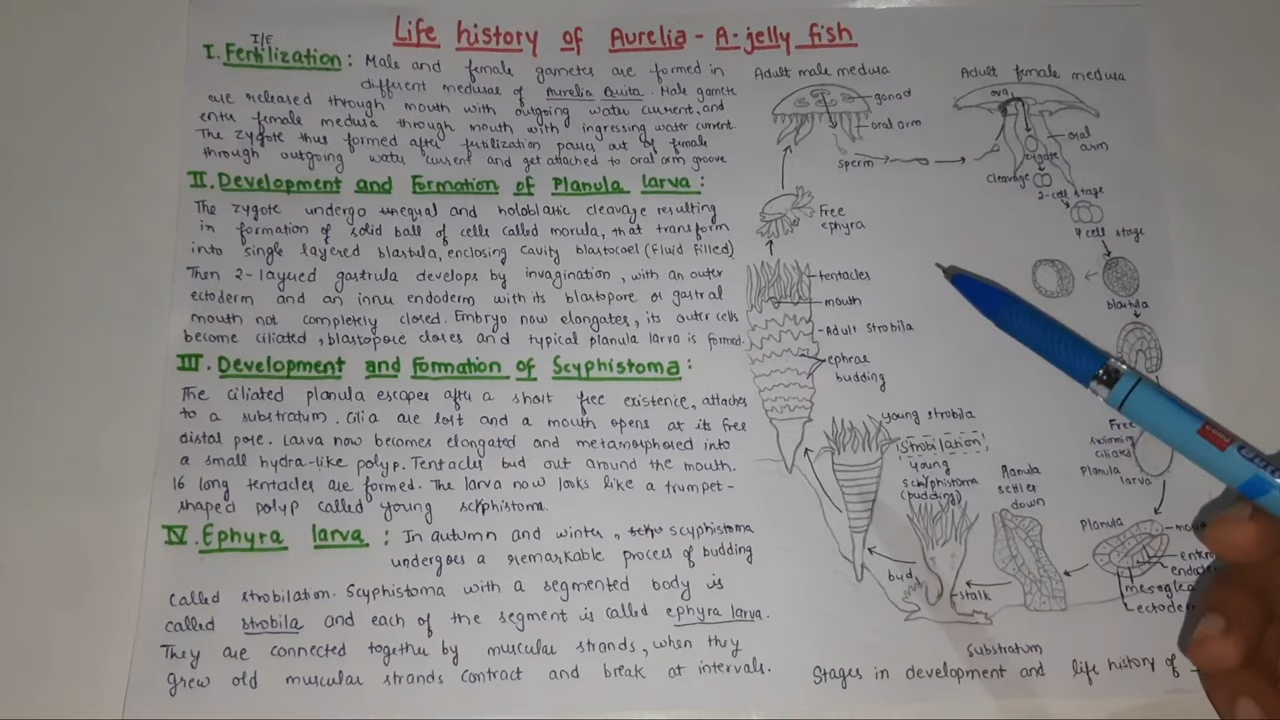 Life history of Aurelia - A-jelly fish
I/E
I. Fertilization : Male and female gametes are formed in
different medusae of Aurelia Aurita. Male gamete
are released through mouth with outgoing water current, and
enter female medusa through mouth with ingressing water current.
The zygote thus formed after fertilization passes out of female
through outgoing water current and get attached to oral arm groove
II. Development and Formation of Planula larva :
The zygote undergo unequal and holoblastic cleavage resulting
in formation of solid ball of cells called morula, that transform
into single layered blastula, enclosing cavity blastocoel (fluid filled)
Then 2-layered gastrula develops by invagination, with an outer
ectoderm and an inner endoderm with its blastopore or gastral
mouth not completely closed. Embryo now elongates, its outer cells
become ciliated, blastopore closes and typical planula larva is formed.
III. Development and Formation of Scyphistoma :
The ciliated planula escapes after a short free existence, attaches
to a substratum. Cilia are lost and a mouth opens at its free
distal pole. Larva now becomes elongated and metamorphosed into
a small hydra-like polyp. Tentacles bud out around the mouth.
16 long tentacles are formed. The larva now looks like a trumpet-
shaped polyp called young scyphistoma.
IV. Ephyra larva : In autumn and winter, scyphistoma
undergoes a remarkable process of budding
called strobilation. Scyphistoma with a segmented body is
called strobila and each of the segment is called ephyra larva.
They are connected together by muscular strands, when they
grew old muscular strands contract and break at intervals.
Adult male medusa
gonad
oral arm
sperm
Adult female medusa
ova
oral
arm
zygote
cleavage
2-cell stage
4 cell stage
blastula
Free
ephyra
tentacles
mouth
Adult strobila
ephrae
budding
young strobila
Strobilation
young
scyphistoma
(budding)
bud
stalk
Planula
settles
down
Free
swimming
ciliated
Planula
larva
Planula
mesoglea
substratum
Stages in development and life history of